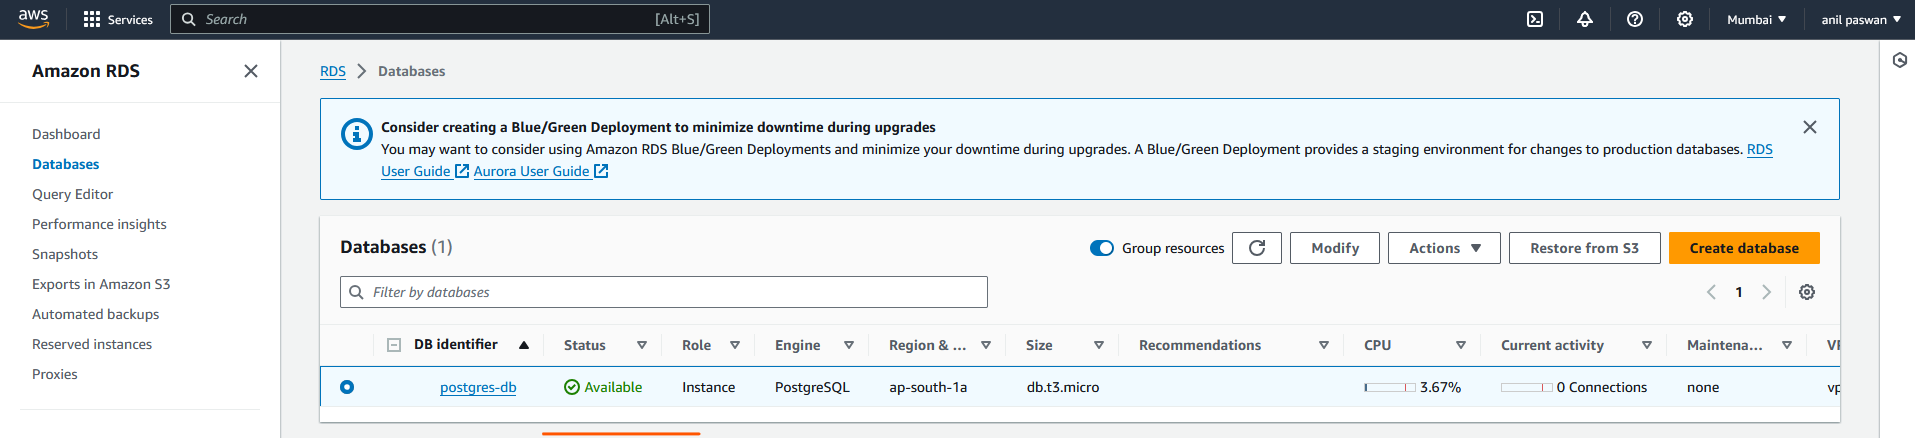 aws Services Search [Alt+S] Mumbai ▼ anil paswan ▼
Amazon RDS
Dashboard
Databases
Query Editor
Performance insights
Snapshots
Exports in Amazon S3
Automated backups
Reserved instances
Proxies
RDS > Databases
Consider creating a Blue/Green Deployment to minimize downtime during upgrades
You may want to consider using Amazon RDS Blue/Green Deployments and minimize your downtime during upgrades. A Blue/Green Deployment provides a staging environment for changes to production databases. RDS
User Guide Aurora User Guide
Databases (1) Group resources Modify Actions ▼ Restore from S3 Create database
Filter by databases < 1 >
DB identifier ▲ Status Role Engine Region & ... Size Recommendations CPU Current activity Maintena... VP
postgres-db Available Instance PostgreSQL ap-south-1a db.t3.micro 3.67% 0 Connections none vp